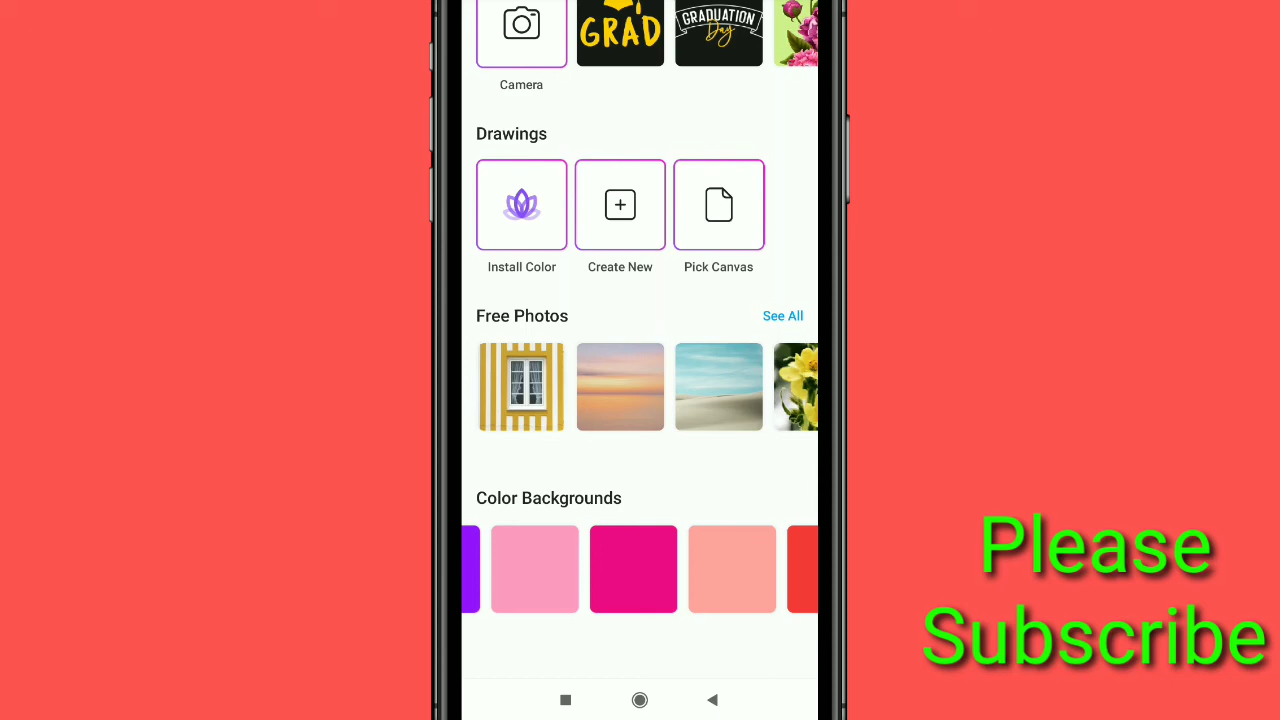 GRAD
GRADUATION
Day
Camera
Drawings
Install Color
Create New
Pick Canvas
Free Photos
See All
Color Backgrounds
Please
Subscribe